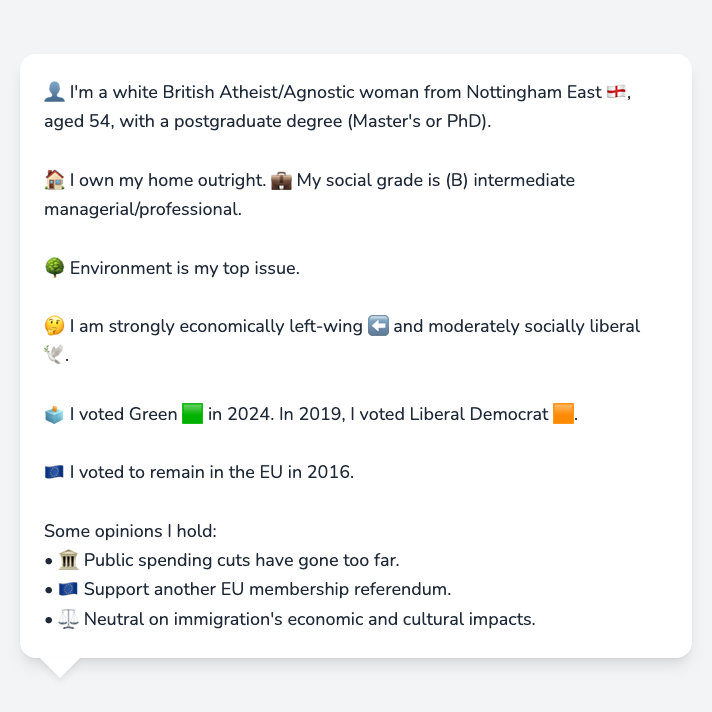 👤 I'm a white British Atheist/Agnostic woman from Nottingham East 🏴󠁧󠁢󠁥󠁮󠁧󠁿,
aged 54, with a postgraduate degree (Master's or PhD).
🏠 I own my home outright. 💼 My social grade is (B) intermediate
managerial/professional.
🌳 Environment is my top issue.
🤔 I am strongly economically left-wing ⬅️ and moderately socially liberal
🕊️.
🗳️ I voted Green 🟩 in 2024. In 2019, I voted Liberal Democrat 🟧.
🇪🇺 I voted to remain in the EU in 2016.
Some opinions I hold:
• 🏛️ Public spending cuts have gone too far.
• 🇪🇺 Support another EU membership referendum.
• ⚖️ Neutral on immigration's economic and cultural impacts.